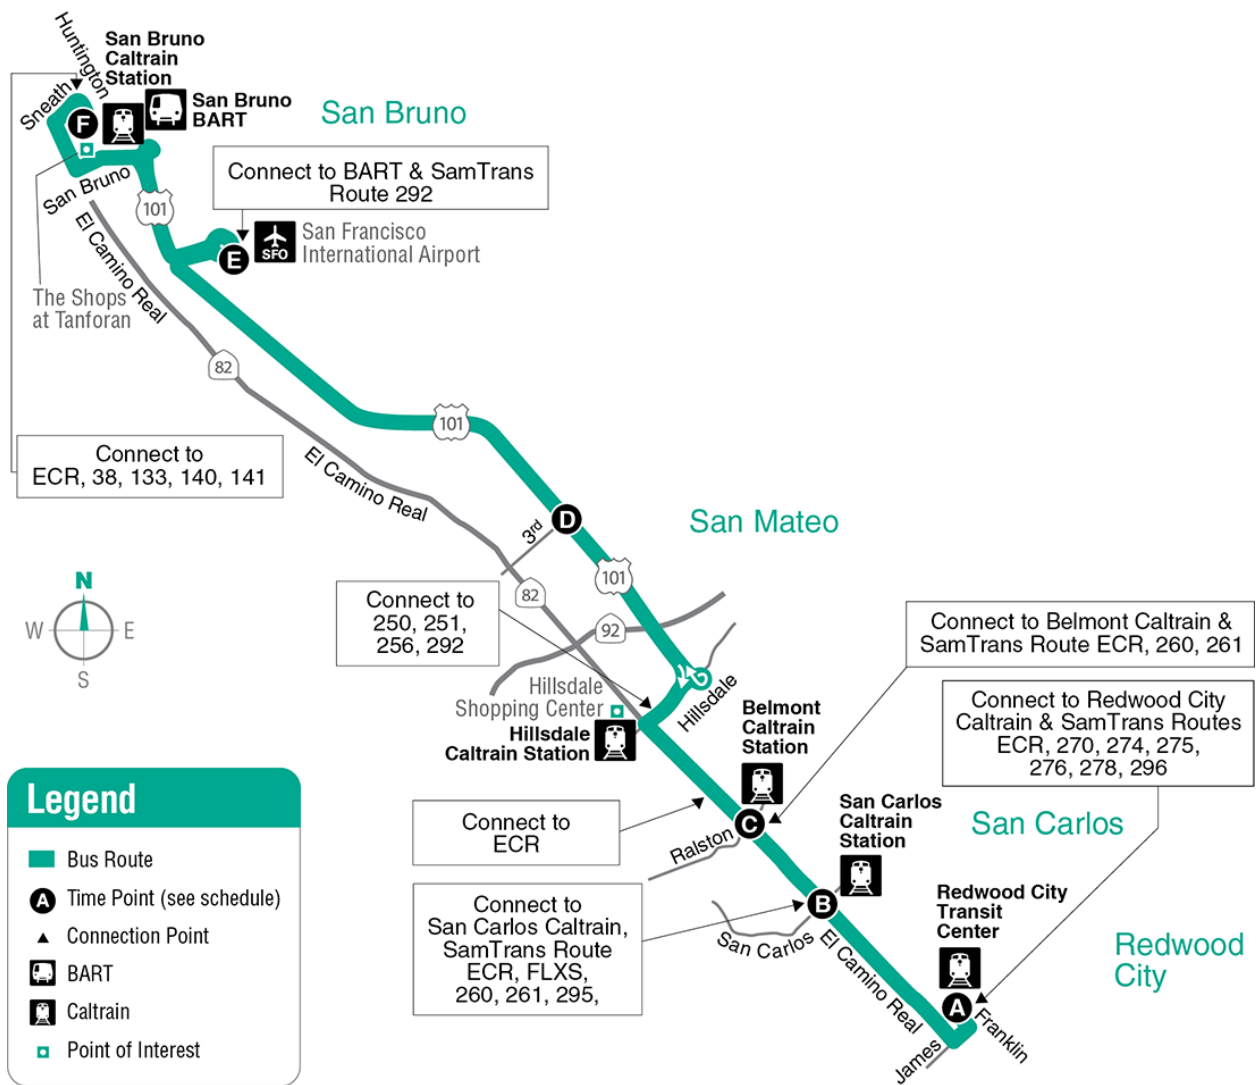 Huntington
San Bruno
Caltrain
Station
Sneath
F
San Bruno
BART
San Bruno
Connect to BART & SamTrans
Route 292
San Bruno
101
El Camino Real
E
SFO
San Francisco
International Airport
The Shops
at Tanforan
82
101
Connect to
ECR, 38, 133, 140, 141
El Camino Real
D
3rd
San Mateo
101
N
W
E
S
82
92
Connect to
250, 251,
256, 292
Connect to Belmont Caltrain &
SamTrans Route ECR, 260, 261
Hillsdale
Hillsdale
Shopping Center
Hillsdale
Caltrain Station
Belmont
Caltrain
Station
Connect to Redwood City
Caltrain & SamTrans Routes
ECR, 270, 274, 275,
276, 278, 296
Connect to
ECR
Ralston
C
San Carlos
Caltrain
Station
San Carlos
Connect to
San Carlos Caltrain,
SamTrans Route
ECR, FLXS,
260, 261, 295,
B
San Carlos
El Camino Real
Redwood City
Transit
Center
Redwood
City
A
Franklin
James
Legend
Bus Route
A
Time Point (see schedule)
Connection Point
BART
Caltrain
Point of Interest